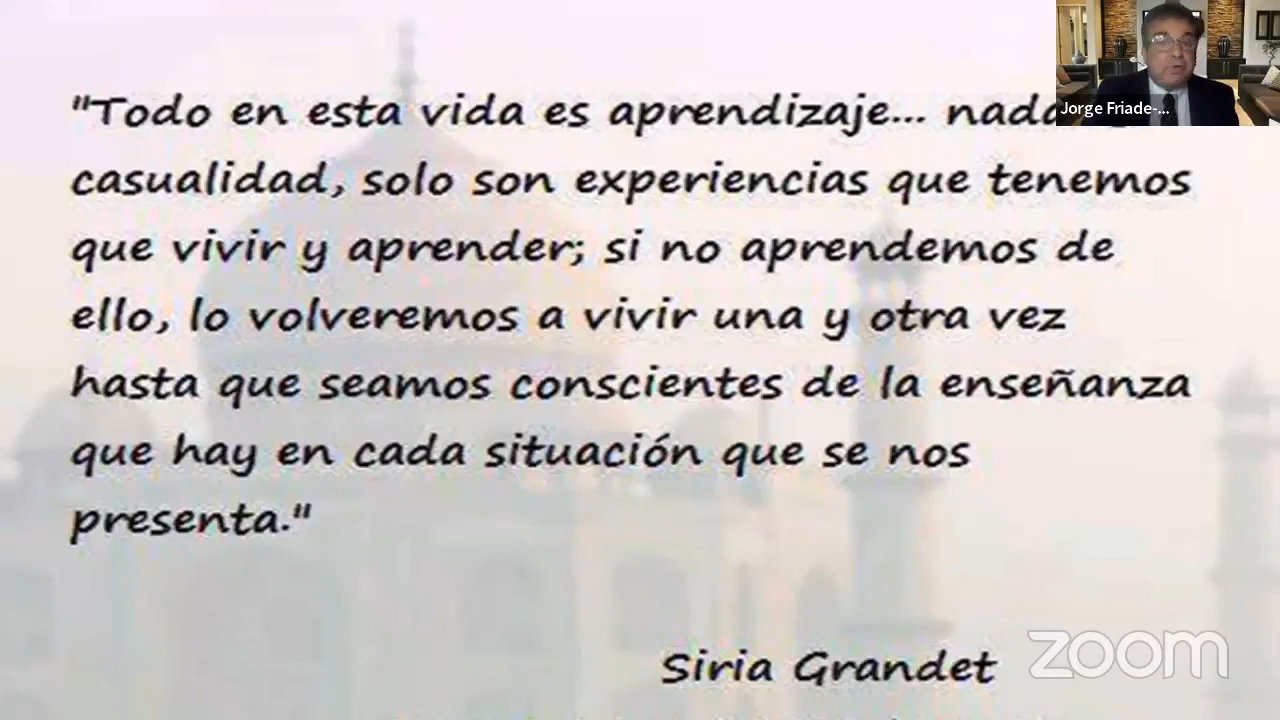 "Todo en esta vida es aprendizaje... nada
casualidad, solo son experiencias que tenemos
que vivir y aprender; si no aprendemos de
ello, lo volveremos a vivir una y otra vez
hasta que seamos conscientes de la enseñanza
que hay en cada situación que se nos
presenta."
Siria Grandet
Jorge Friade-...
zoom